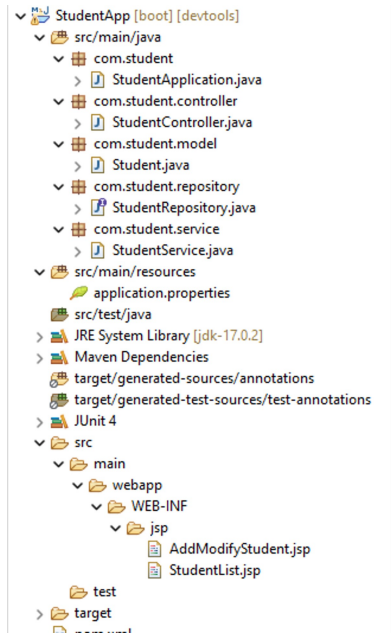 StudentApp [boot] [devtools]
src/main/java
com.student
StudentApplication.java
com.student.controller
StudentController.java
com.student.model
Student.java
com.student.repository
StudentRepository.java
com.student.service
StudentService.java
src/main/resources
application.properties
src/test/java
JRE System Library [jdk-17.0.2]
Maven Dependencies
target/generated-sources/annotations
target/generated-test-sources/test-annotations
JUnit 4
src
main
webapp
WEB-INF
jsp
AddModifyStudent.jsp
StudentList.jsp
test
target